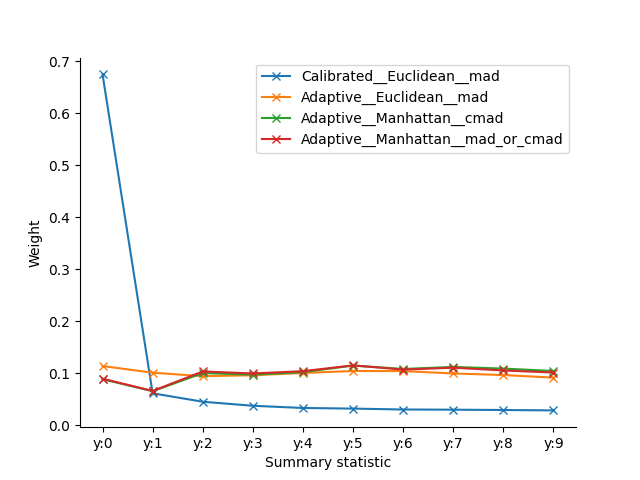 0.7
0.6
0.5
0.4
0.3
0.2
0.1
0.0
Weight
Calibrated__Euclidean__mad
Adaptive__Euclidean__mad
Adaptive__Manhattan__cmad
Adaptive__Manhattan__mad_or_cmad
y:0 y:1 y:2 y:3 y:4 y:5 y:6 y:7 y:8 y:9
Summary statistic